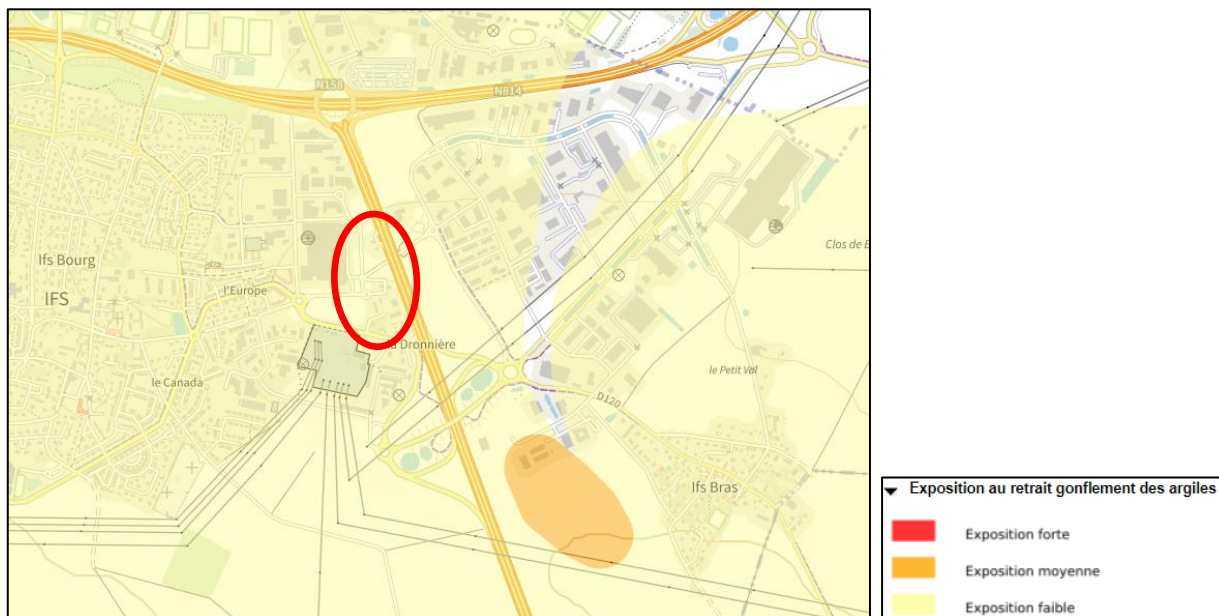 N158
N814
Clos de
Ifs Bourg
l'Europe
IFS
Dronnière
le Canada
le Petit Val
D120
Ifs Bras
Exposition au retrait gonflement des argiles
Exposition forte
Exposition moyenne
Exposition faible